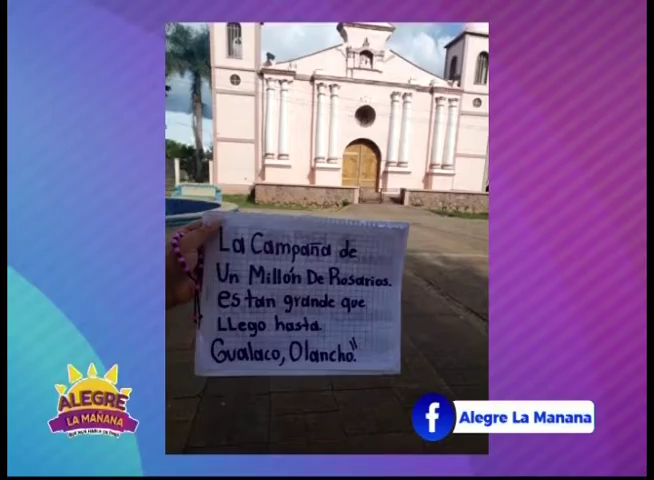 La Campaña de
Un Millón De Rosarios.
es tan grande que
LLego hasta
Gualaco, Olancho."
ALEGRE
LA MAÑANA
f Alegre La Manana